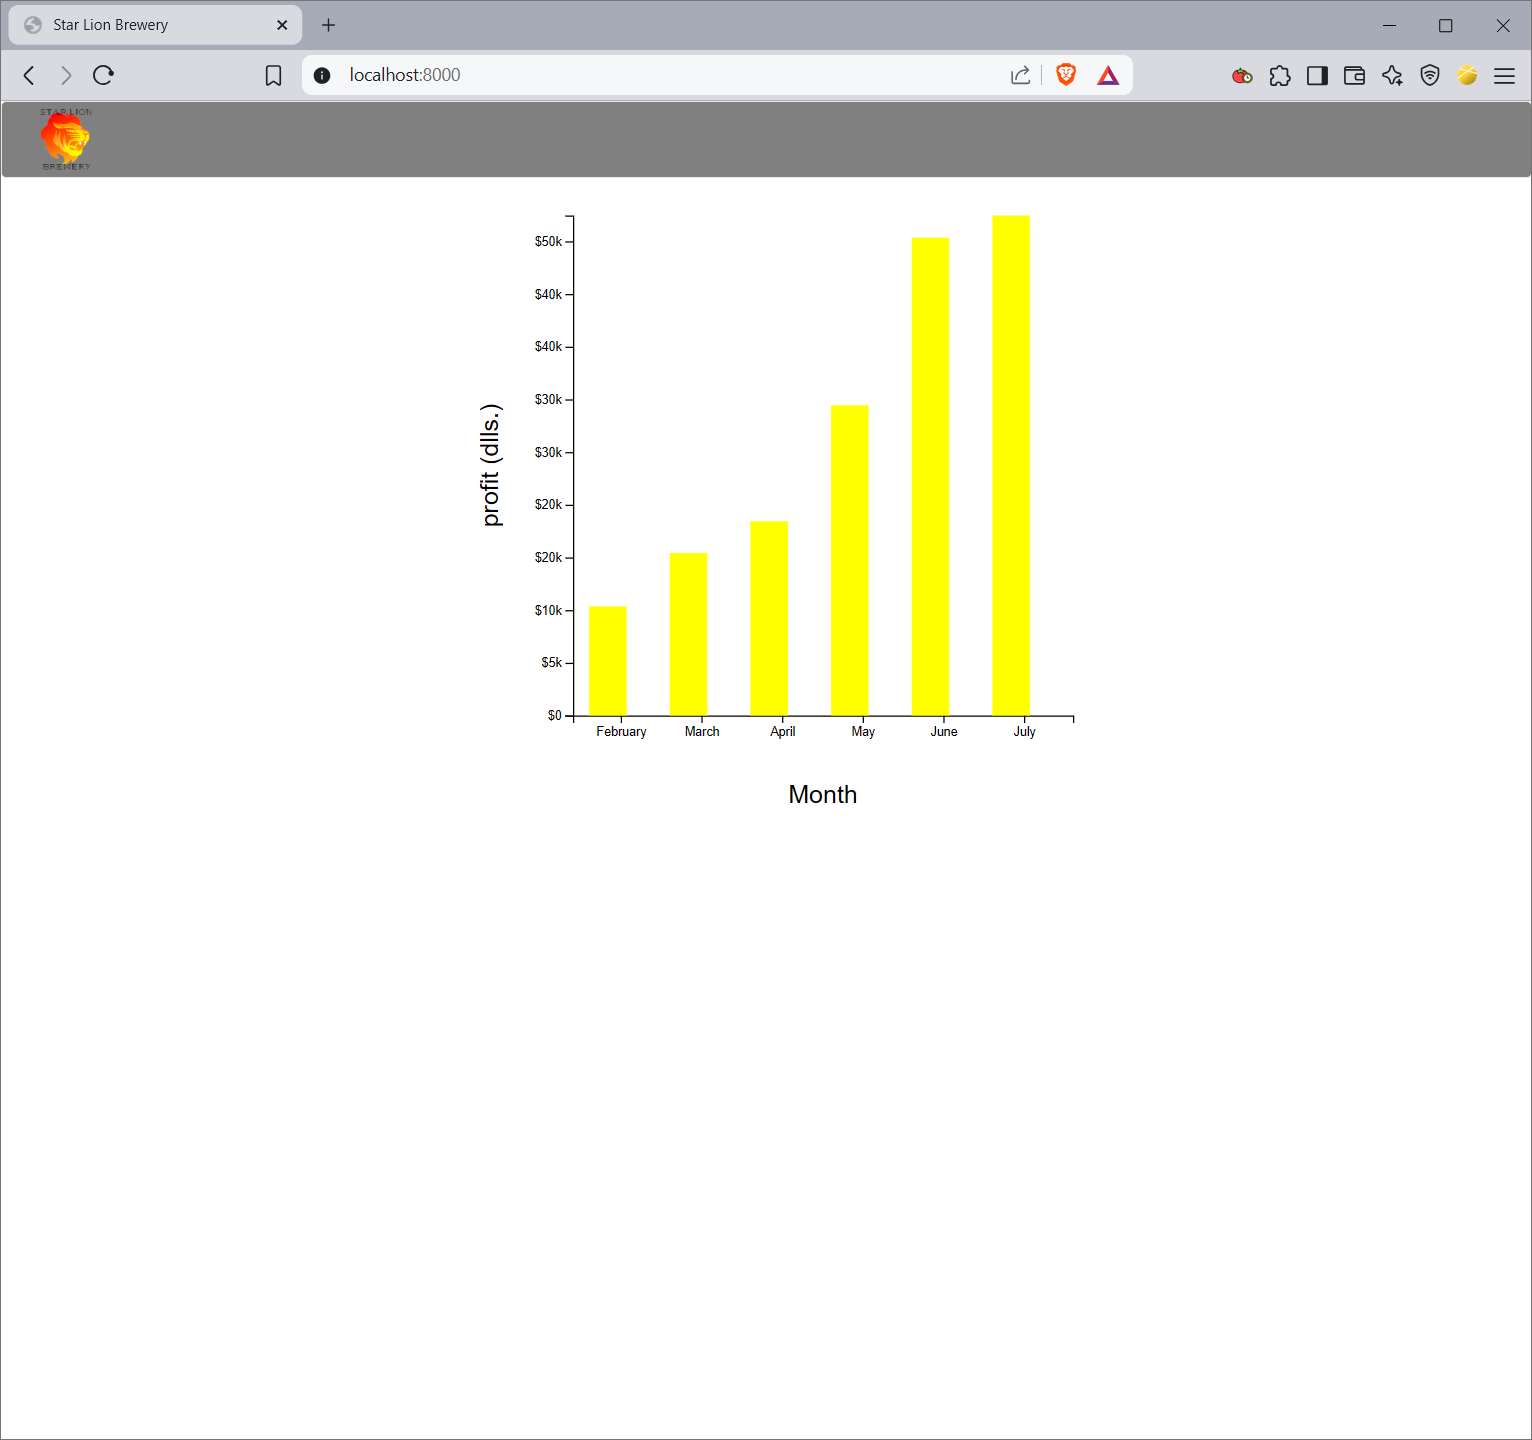 Star Lion Brewery
localhost:8000
STAR LION
BREWERY
$50k
$40k
$40k
$30k
$30k
$20k
$20k
$10k
$5k
$0
profit (dlls.)
February March April May June July
Month